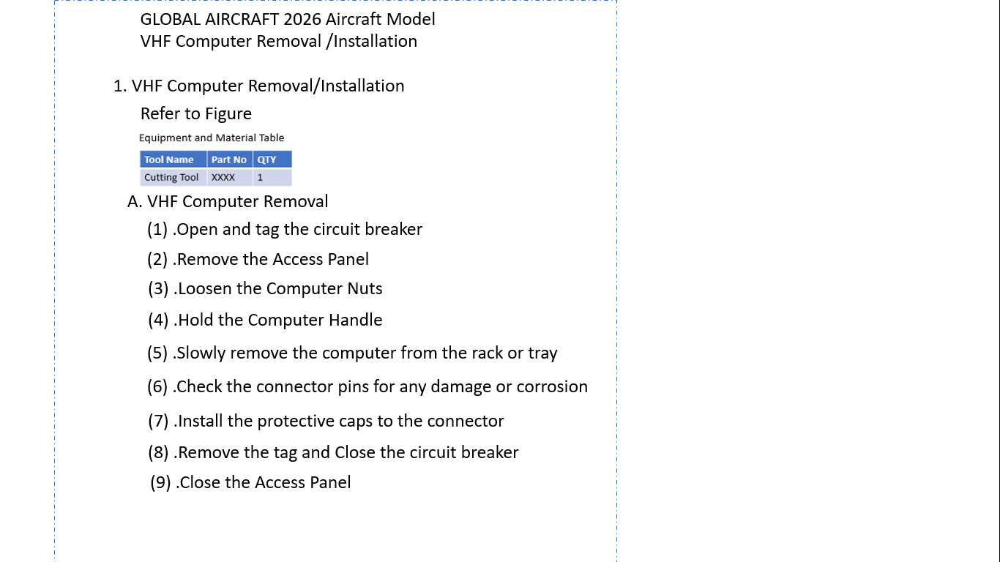 GLOBAL AIRCRAFT 2026 Aircraft Model
VHF Computer Removal /Installation
1. VHF Computer Removal/Installation
Refer to Figure
Equipment and Material Table
Tool Name Part No QTY
Cutting Tool XXXX 1
A. VHF Computer Removal
(1) .Open and tag the circuit breaker
(2) .Remove the Access Panel
(3) .Loosen the Computer Nuts
(4) .Hold the Computer Handle
(5) .Slowly remove the computer from the rack or tray
(6) .Check the connector pins for any damage or corrosion
(7) .Install the protective caps to the connector
(8) .Remove the tag and Close the circuit breaker
(9) .Close the Access Panel